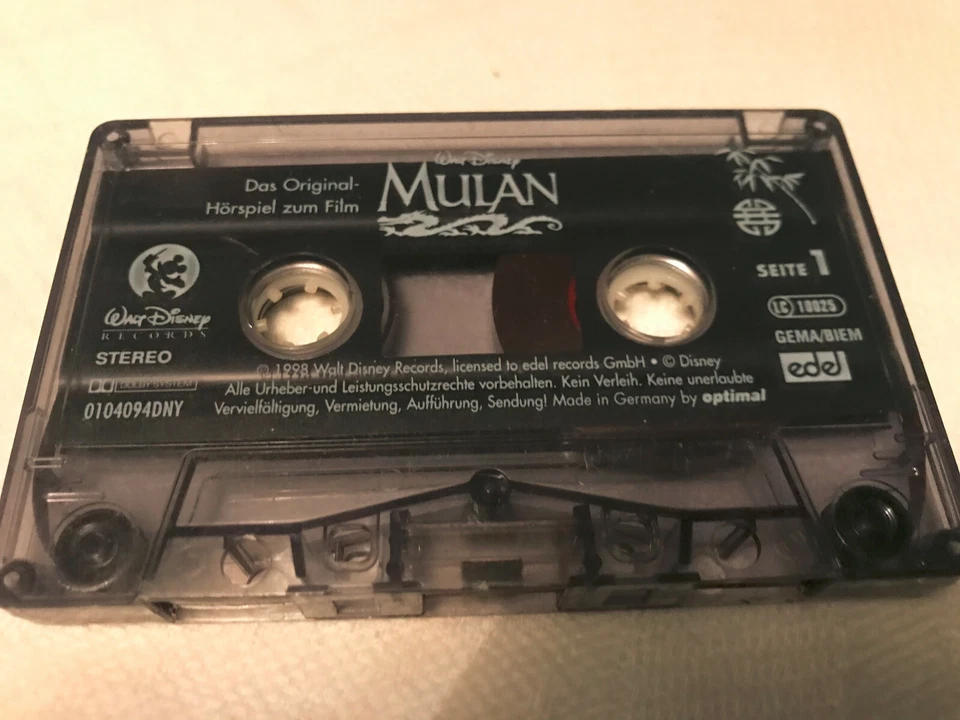 Walt Disney
Das Original-
Hörspiel zum Film
MULAN
SEITE 1
LC 10025
GEMA/BIEM
edel
WALT DISNEY
RECORDS
STEREO
DOLBY SYSTEM
0104094DNY
℗ 1998 Walt Disney Records, licensed to edel records GmbH • © Disney
Alle Urheber-und Leistungsschutzrechte vorbehalten. Kein Verleih. Keine unerlaubte
Vervielfältigung, Vermietung, Aufführung, Sendung! Made in Germany by optimal